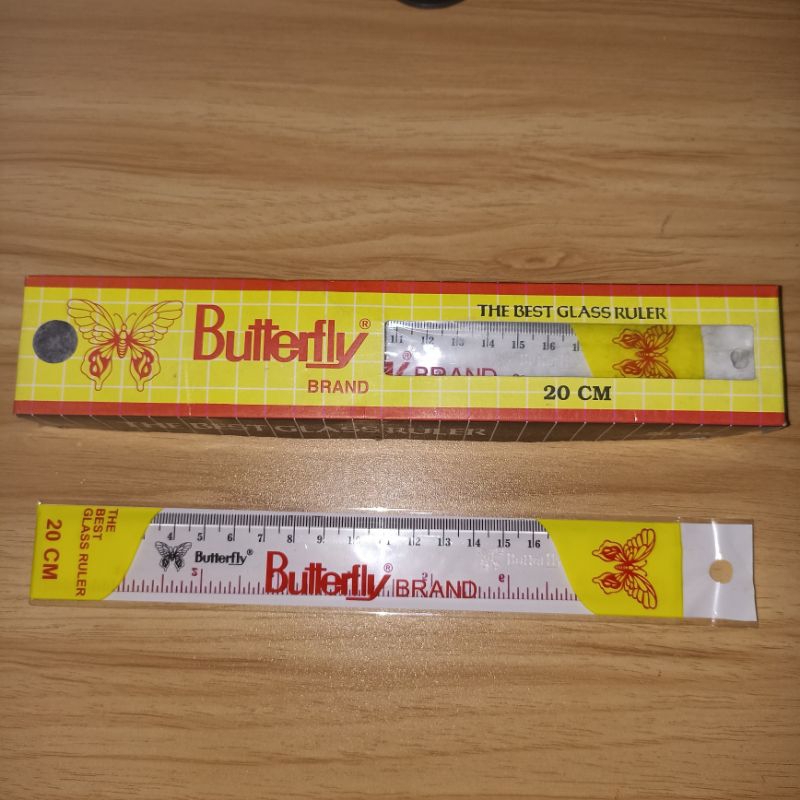 Butterfly®
BRAND
THE BEST GLASS RULER
11 12 13 14 15 16 1
BRAND
20 CM
THE BEST GLASS RULER
20 CM
THE
BEST
GLASS RULER
4 5 6 7 8 9 10 11 12 13 14 15 16
Butterfly®
Butterfly® BRAND